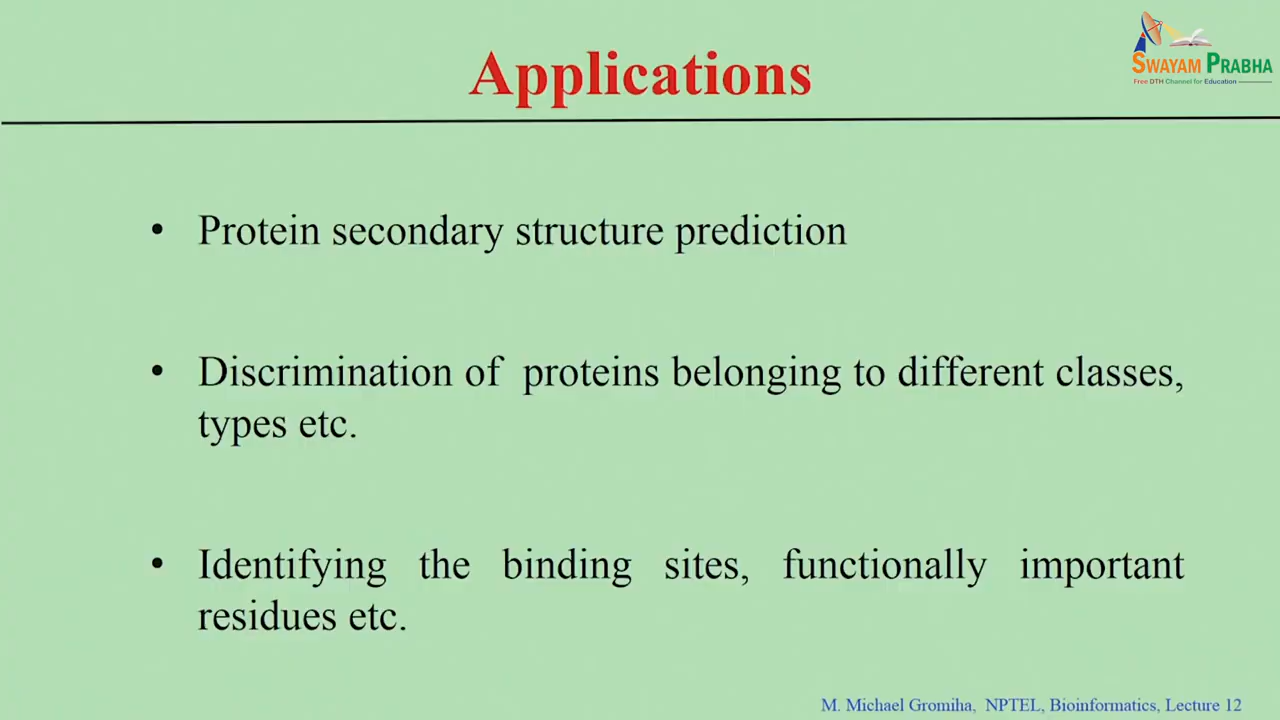 SWAYAM PRABHA
Free DTH Channel for Education
Applications
• Protein secondary structure prediction
• Discrimination of proteins belonging to different classes,
types etc.
• Identifying the binding sites, functionally important
residues etc.
M. Michael Gromiha, NPTEL, Bioinformatics, Lecture 12